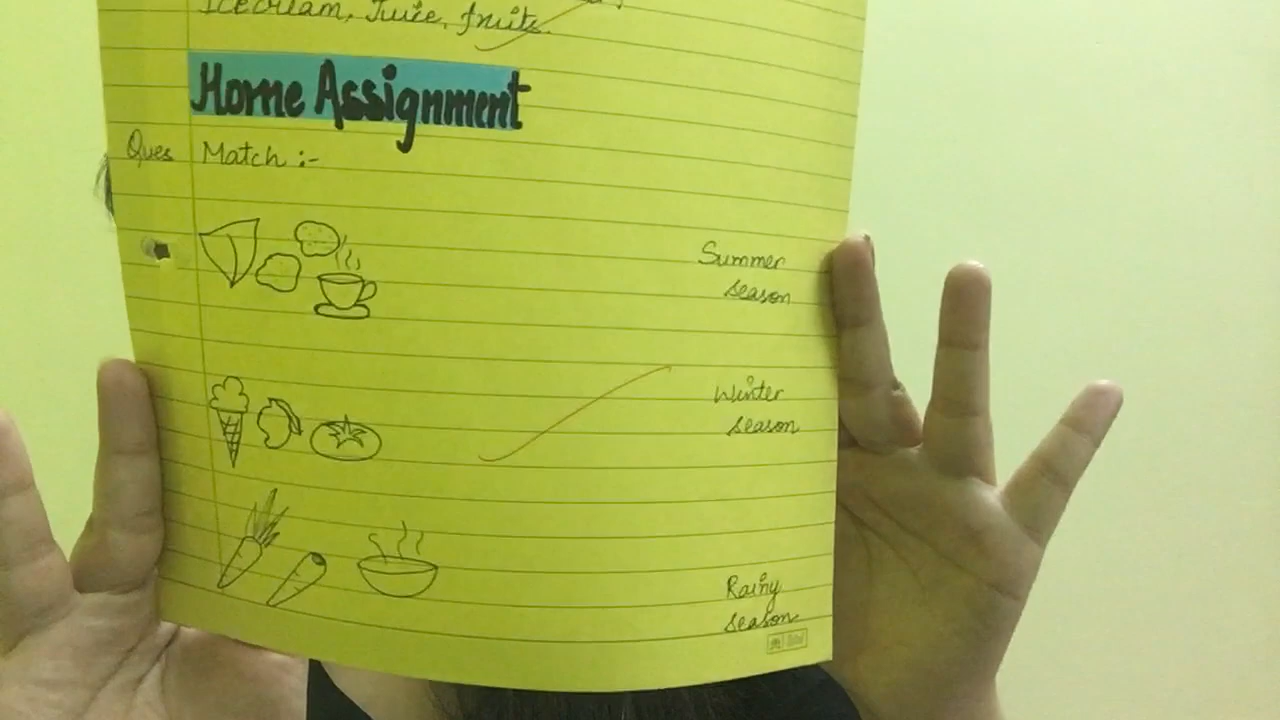 Icecream, Juice, fruits.
Home Assignment
Ques Match :-
Summer
season
Winter
season
Rainy
season